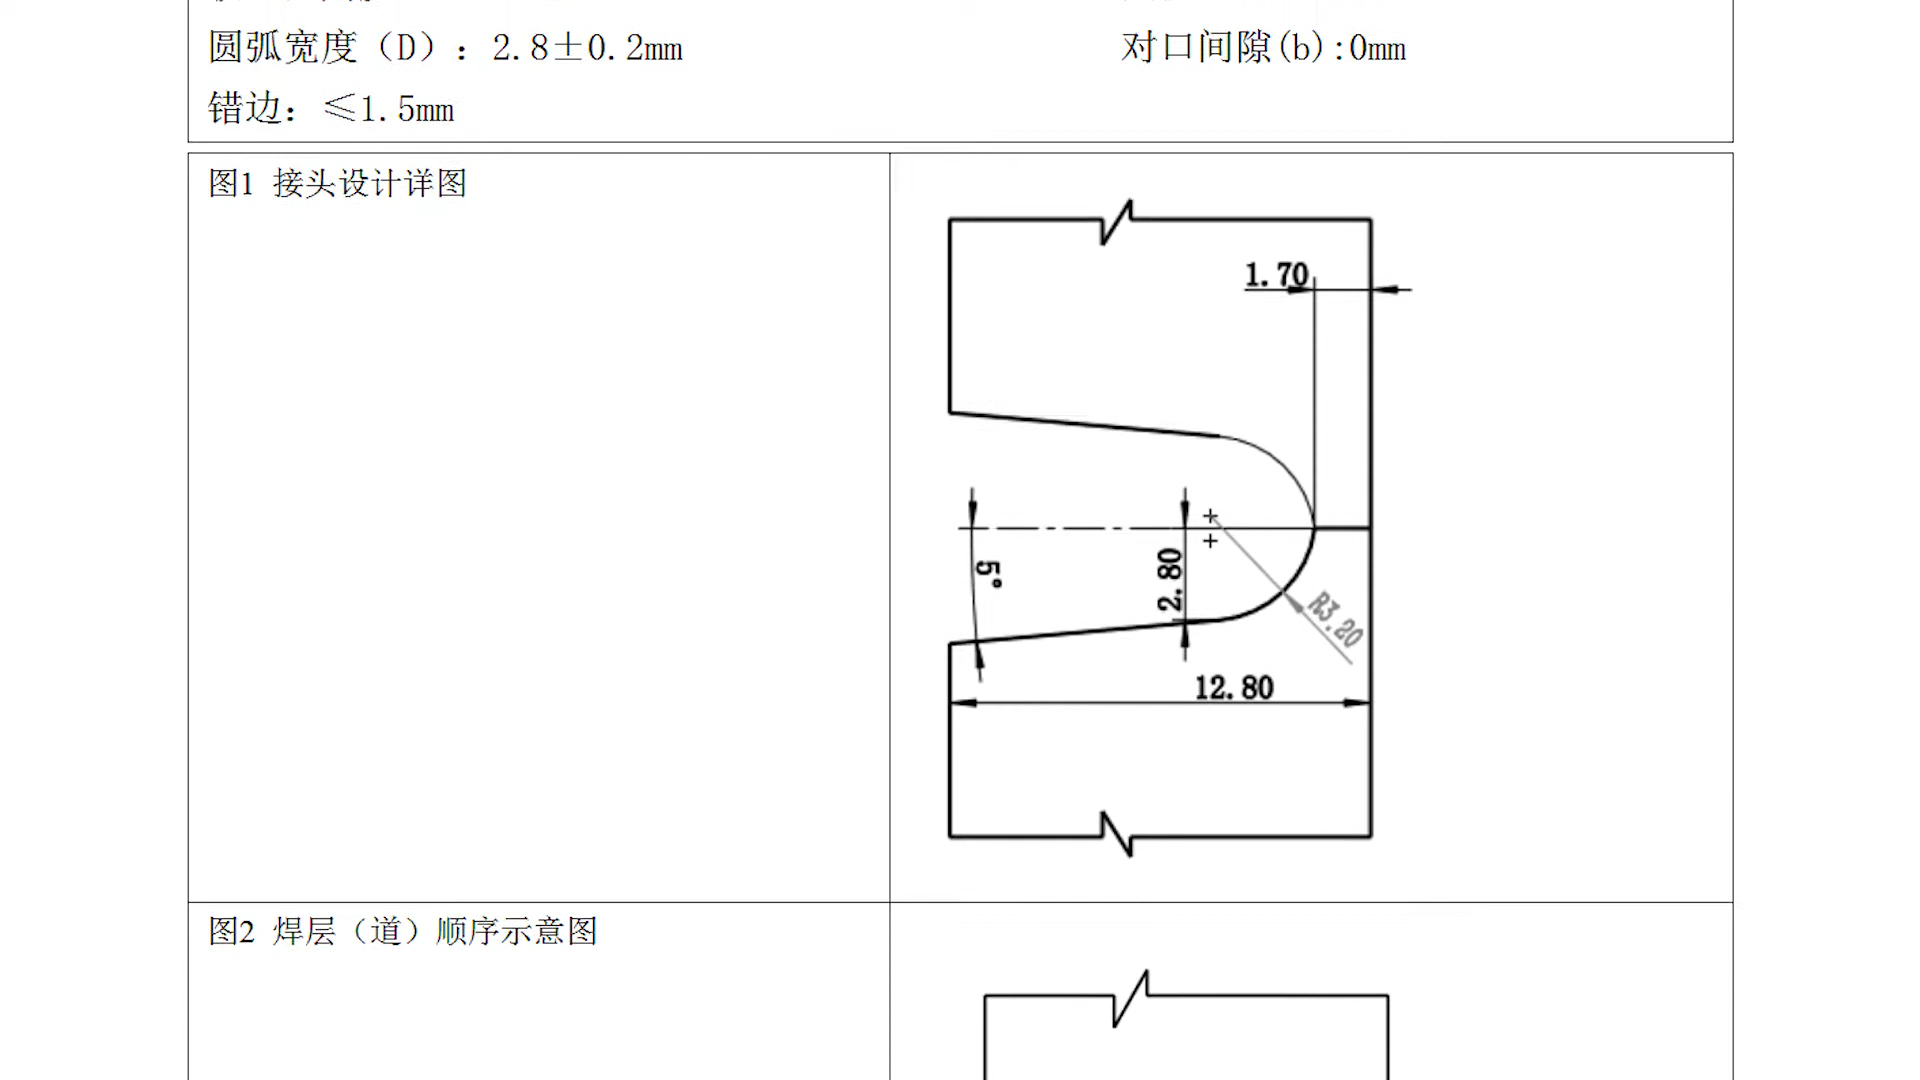 圆弧宽度（D）：2.8±0.2mm
对口间隙(b):0mm
错边：≤1.5mm
图1 接头设计详图
1.70
5°
2.80
R3.20
12.80
图2 焊层（道）顺序示意图